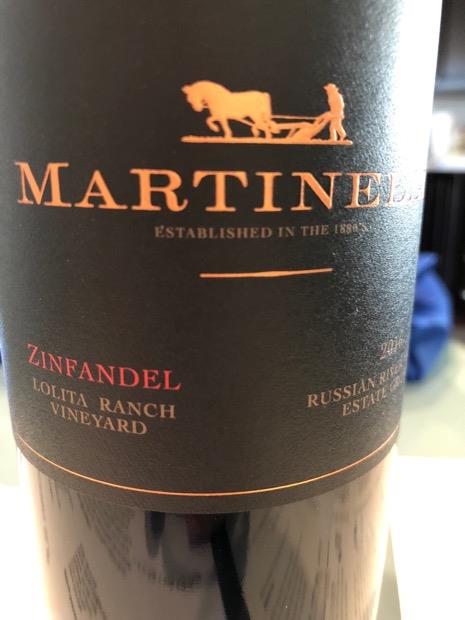 MARTINE
ESTABLISHED IN THE 1880's
ZINFANDEL
LOLITA RANCH
VINEYARD
RUSSIAN RIVE
ESTATE